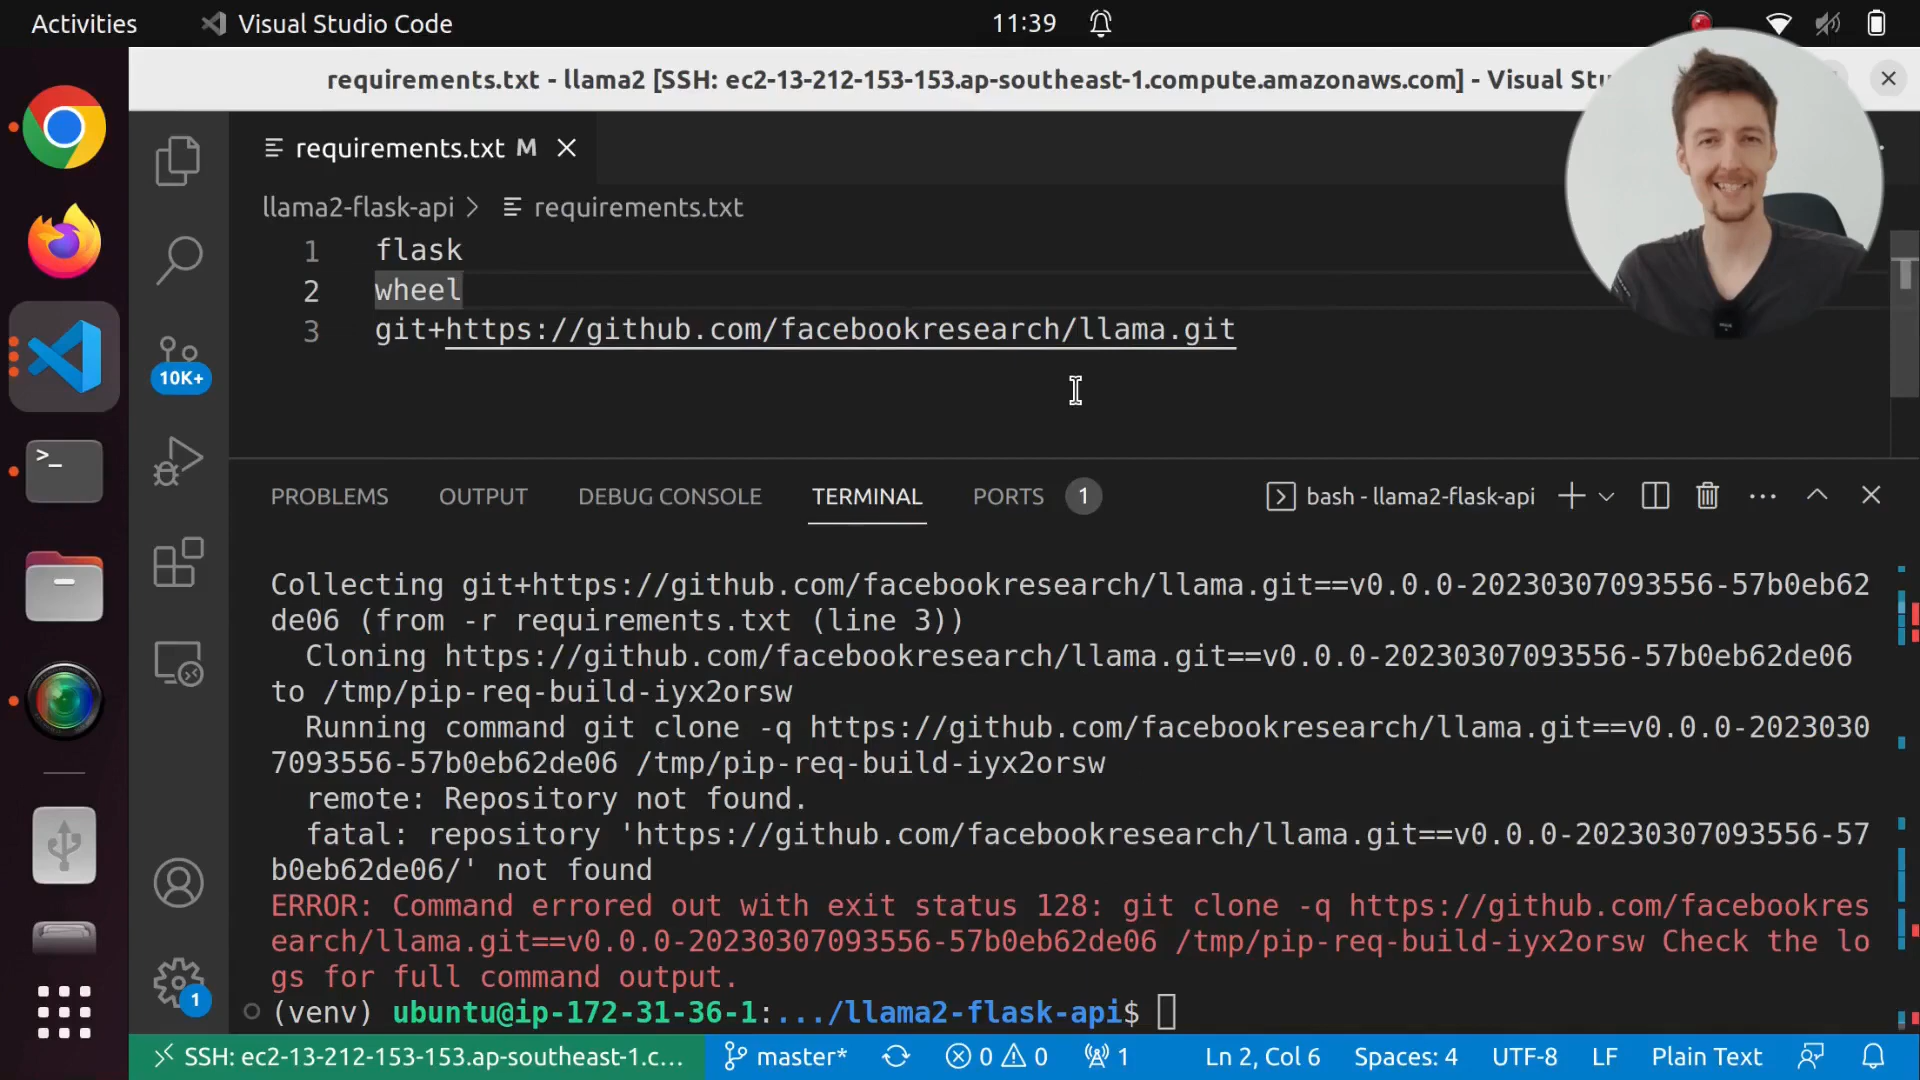 Activities
Visual Studio Code
11:39
requirements.txt - llama2 [SSH: ec2-13-212-153-153.ap-southeast-1.compute.amazonaws.com] - Visual Stu
requirements.txt M
llama2-flask-api > requirements.txt
1 flask
2 wheel
3 git+https://github.com/facebookresearch/llama.git
10K+
PROBLEMS OUTPUT DEBUG CONSOLE TERMINAL PORTS 1 bash - llama2-flask-api
Collecting git+https://github.com/facebookresearch/llama.git==v0.0.0-20230307093556-57b0eb62
de06 (from -r requirements.txt (line 3))
Cloning https://github.com/facebookresearch/llama.git==v0.0.0-20230307093556-57b0eb62de06
to /tmp/pip-req-build-iyx2orsw
Running command git clone -q https://github.com/facebookresearch/llama.git==v0.0.0-2023030
7093556-57b0eb62de06 /tmp/pip-req-build-iyx2orsw
remote: Repository not found.
fatal: repository 'https://github.com/facebookresearch/llama.git==v0.0.0-20230307093556-57
b0eb62de06/' not found
ERROR: Command errored out with exit status 128: git clone -q https://github.com/facebookres
earch/llama.git==v0.0.0-20230307093556-57b0eb62de06 /tmp/pip-req-build-iyx2orsw Check the lo
gs for full command output.
(venv) ubuntu@ip-172-31-36-1:.../llama2-flask-api$
1
SSH: ec2-13-212-153-153.ap-southeast-1.c... master* 0 0 1 Ln 2, Col 6 Spaces: 4 UTF-8 LF Plain Text